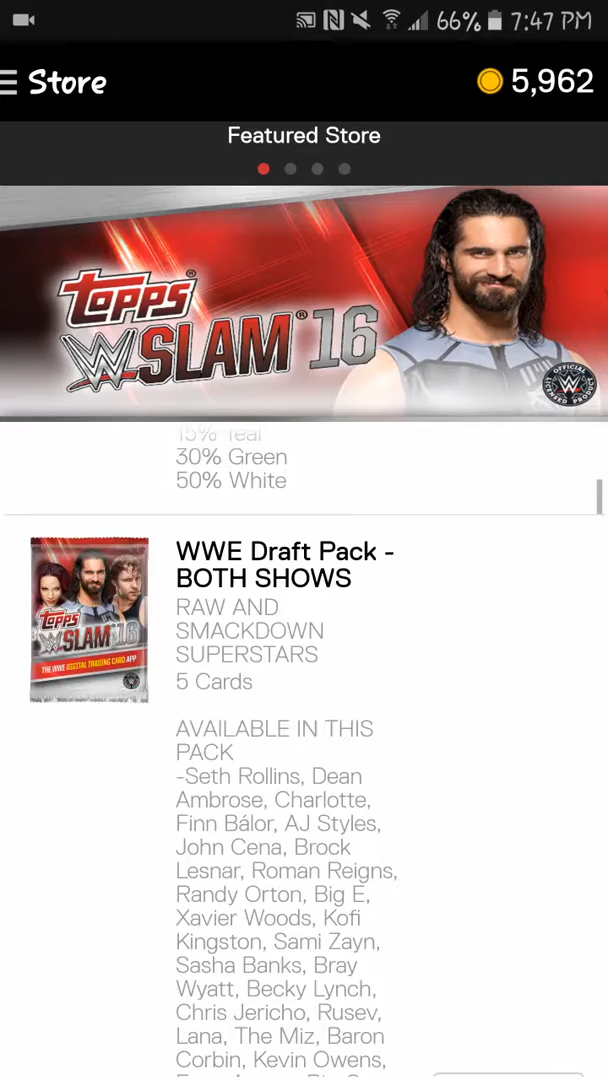 66% 7:47 PM
Store
5,962
Featured Store
Topps®
W SLAM® 16
OFFICIAL
W
LICENSED PRODUCT
15% Teal
30% Green
50% White
WWE Draft Pack -
BOTH SHOWS
RAW AND
SMACKDOWN
SUPERSTARS
5 Cards
Topps
W SLAM 16
THE WWE DIGITAL TRADING CARD APP
AVAILABLE IN THIS
PACK
-Seth Rollins, Dean
Ambrose, Charlotte,
Finn Bálor, AJ Styles,
John Cena, Brock
Lesnar, Roman Reigns,
Randy Orton, Big E,
Xavier Woods, Kofi
Kingston, Sami Zayn,
Sasha Banks, Bray
Wyatt, Becky Lynch,
Chris Jericho, Rusev,
Lana, The Miz, Baron
Corbin, Kevin Owens,